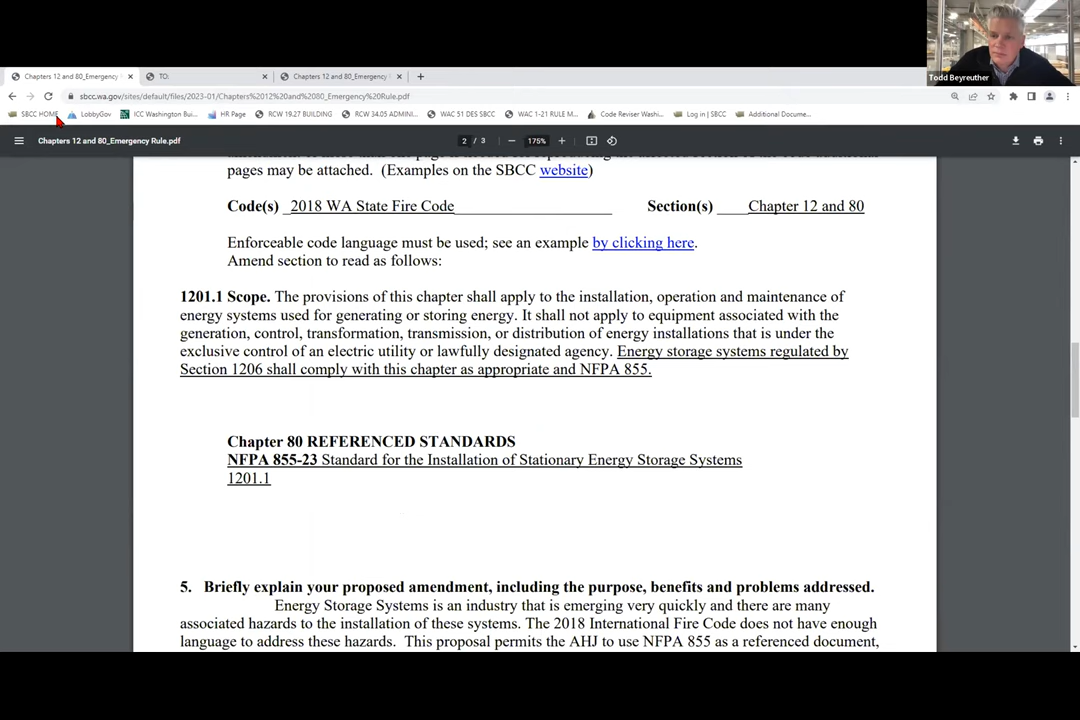 Todd Beyreuther
Chapters 12 and 80_Emergency
TO:
Chapters 12 and 80_Emergency
sbcc.wa.gov/sites/default/files/2023-01/Chapters%2012%20and%2080_Emergency%20Rule.pdf
SBCC HOME LobbyGov ICC Washington Bui... HR Page RCW 19.27 BUILDING RCW 34.05 ADMINI... WAC 51 DES SBCC WAC 1-21 RULE M... Code Reviser Washi... Log in | SBCC Additional Docume...
Chapters 12 and 80_Emergency Rule.pdf 2 / 3 175%
pages may be attached. (Examples on the SBCC website)
Code(s) _2018 WA State Fire Code____ Section(s) ____Chapter 12 and 80
Enforceable code language must be used; see an example by clicking here.
Amend section to read as follows:
1201.1 Scope. The provisions of this chapter shall apply to the installation, operation and maintenance of
energy systems used for generating or storing energy. It shall not apply to equipment associated with the
generation, control, transformation, transmission, or distribution of energy installations that is under the
exclusive control of an electric utility or lawfully designated agency. Energy storage systems regulated by
Section 1206 shall comply with this chapter as appropriate and NFPA 855.
Chapter 80 REFERENCED STANDARDS
NFPA 855-23 Standard for the Installation of Stationary Energy Storage Systems
1201.1
5. Briefly explain your proposed amendment, including the purpose, benefits and problems addressed.
Energy Storage Systems is an industry that is emerging very quickly and there are many
associated hazards to the installation of these systems. The 2018 International Fire Code does not have enough
language to address these hazards. This proposal permits the AHJ to use NFPA 855 as a referenced document,